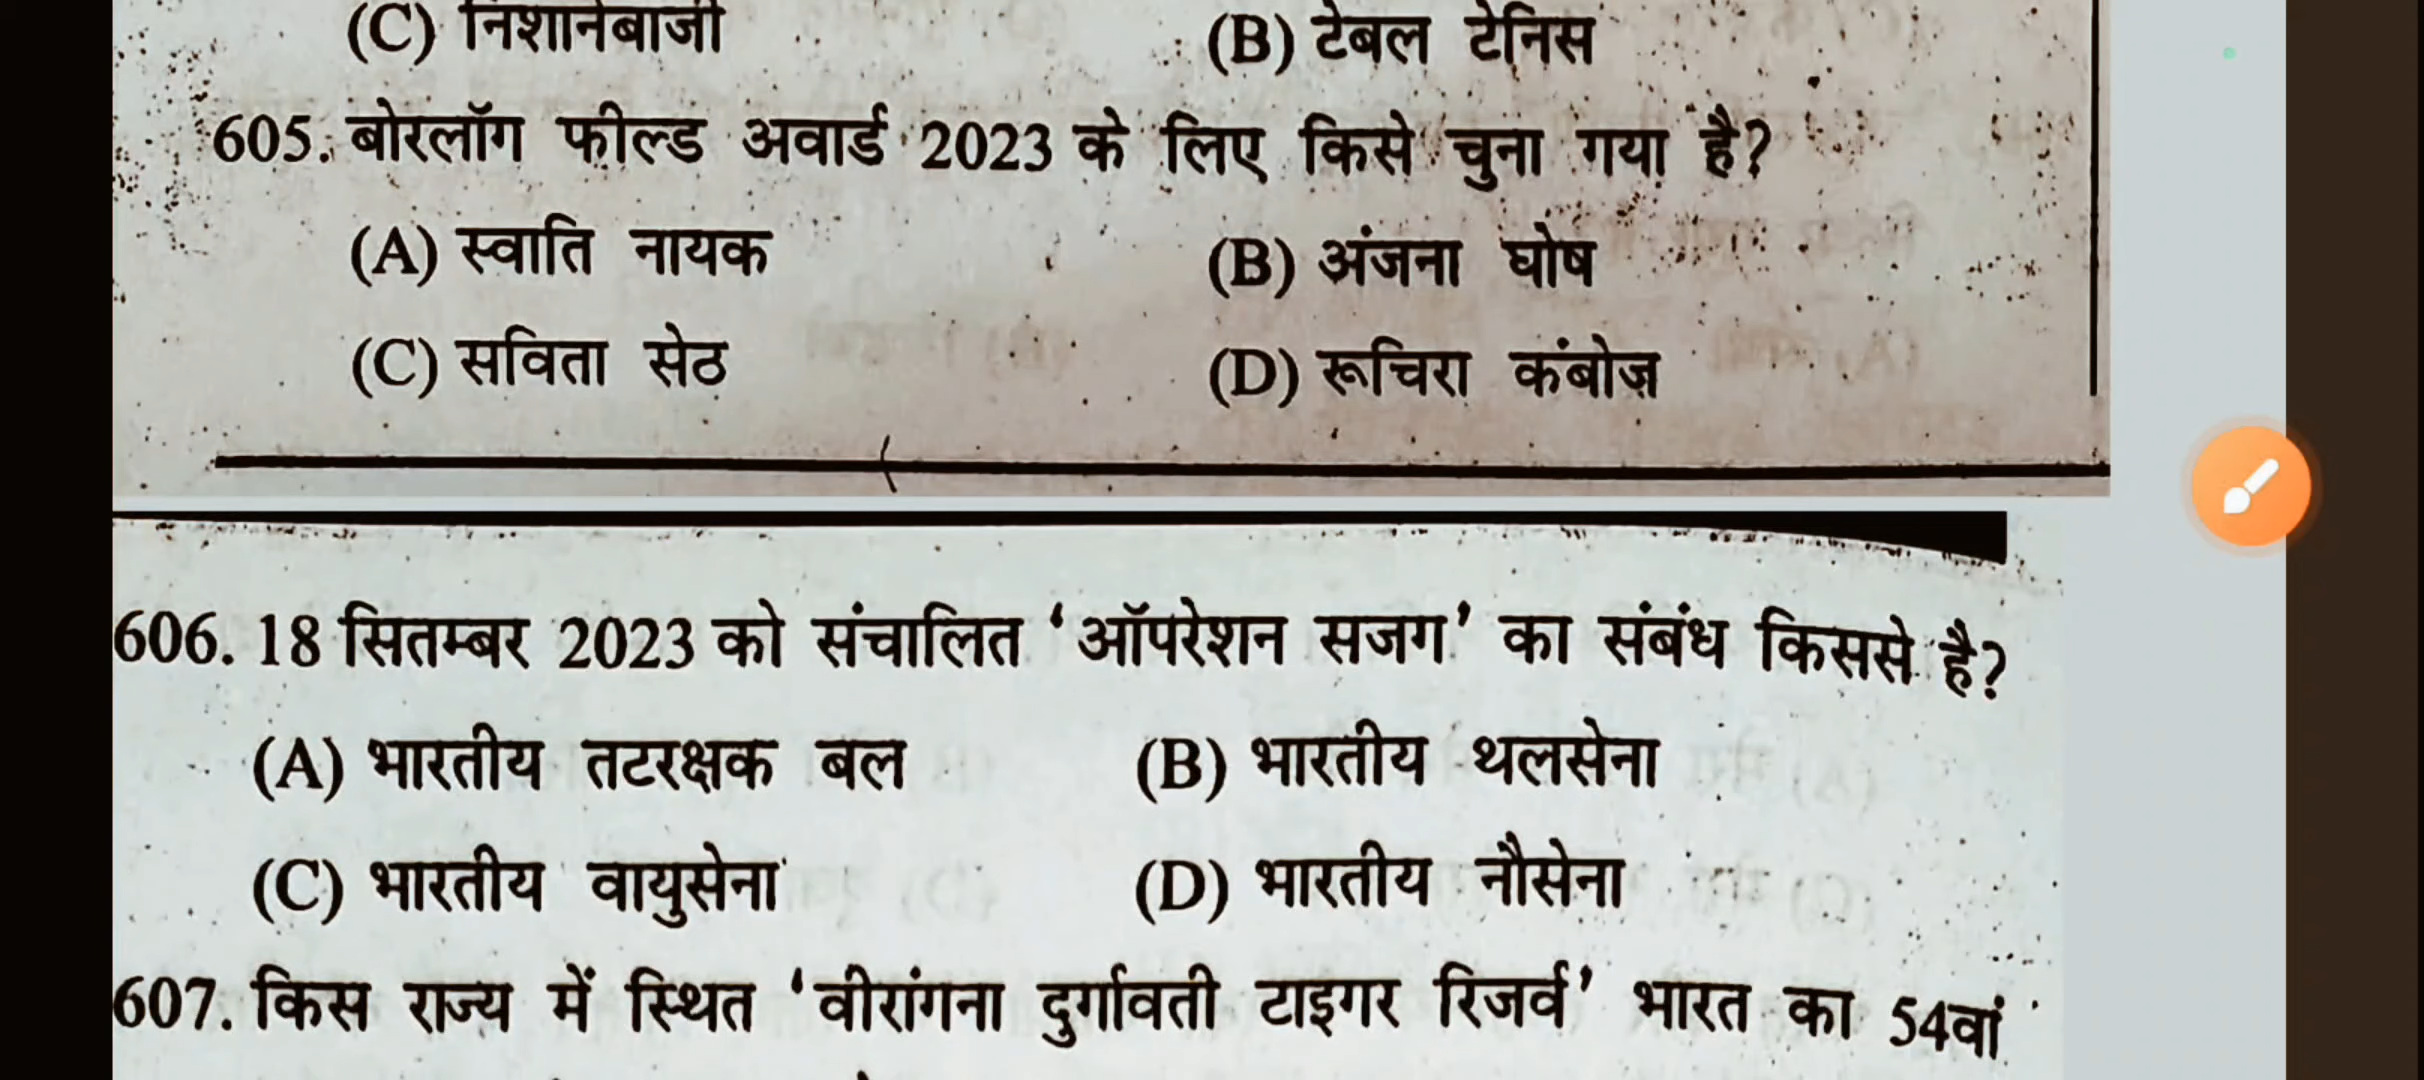 (C) निशानेबाजी (B) टेबल टेनिस
605. बोरलॉग फील्ड अवार्ड 2023 के लिए किसे चुना गया है?
(A) स्वाति नायक (B) अंजना घोष
(C) सविता सेठ (D) रूचिरा कंबोज़
606. 18 सितम्बर 2023 को संचालित ‘ऑपरेशन सजग’ का संबंध किससे है?
(A) भारतीय तटरक्षक बल (B) भारतीय थलसेना
(C) भारतीय वायुसेना (D) भारतीय नौसेना
607. किस राज्य में स्थित ‘वीरांगना दुर्गावती टाइगर रिजर्व’ भारत का 54वां